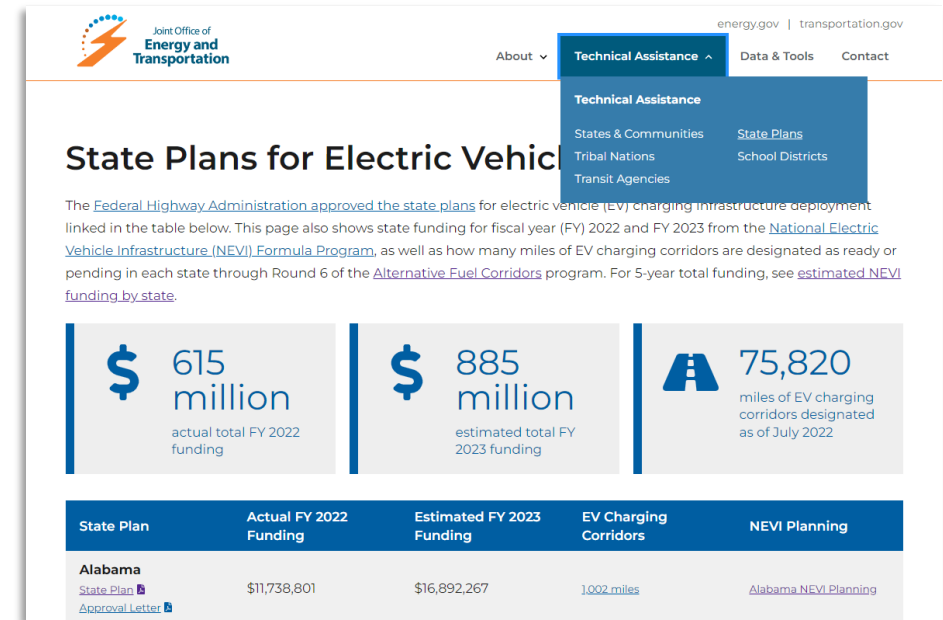 Joint Office of
Energy and
Transportation
energy.gov | transportation.gov
About
Technical Assistance
Data & Tools
Contact
Technical Assistance
States & Communities
State Plans
Tribal Nations
School Districts
Transit Agencies
State Plans for Electric Vehicl
The Federal Highway Administration approved the state plans for electric vehicle (EV) charging infrastructure deployment
linked in the table below. This page also shows state funding for fiscal year (FY) 2022 and FY 2023 from the National Electric
Vehicle Infrastructure (NEVI) Formula Program, as well as how many miles of EV charging corridors are designated as ready or
pending in each state through Round 6 of the Alternative Fuel Corridors program. For 5-year total funding, see estimated NEVI
funding by state.
$
615
million
actual total FY 2022
funding
$
885
million
estimated total FY
2023 funding
75,820
miles of EV charging
corridors designated
as of July 2022
State Plan
Actual FY 2022
Funding
Estimated FY 2023
Funding
EV Charging
Corridors
NEVI Planning
Alabama
State Plan
Approval Letter
$11,738,801
$16,892,267
1,002 miles
Alabama NEVI Planning